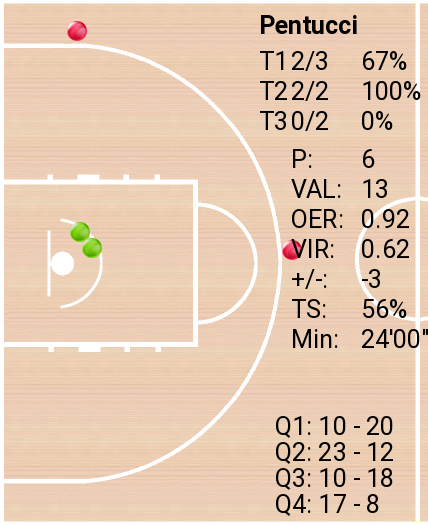 Pentucci
T1 2/3 67%
T2 2/2 100%
T3 0/2 0%
P: 6
VAL: 13
OER: 0.92
VIR: 0.62
+/-: -3
TS: 56%
Min: 24'00"
Q1: 10 - 20
Q2: 23 - 12
Q3: 10 - 18
Q4: 17 - 8